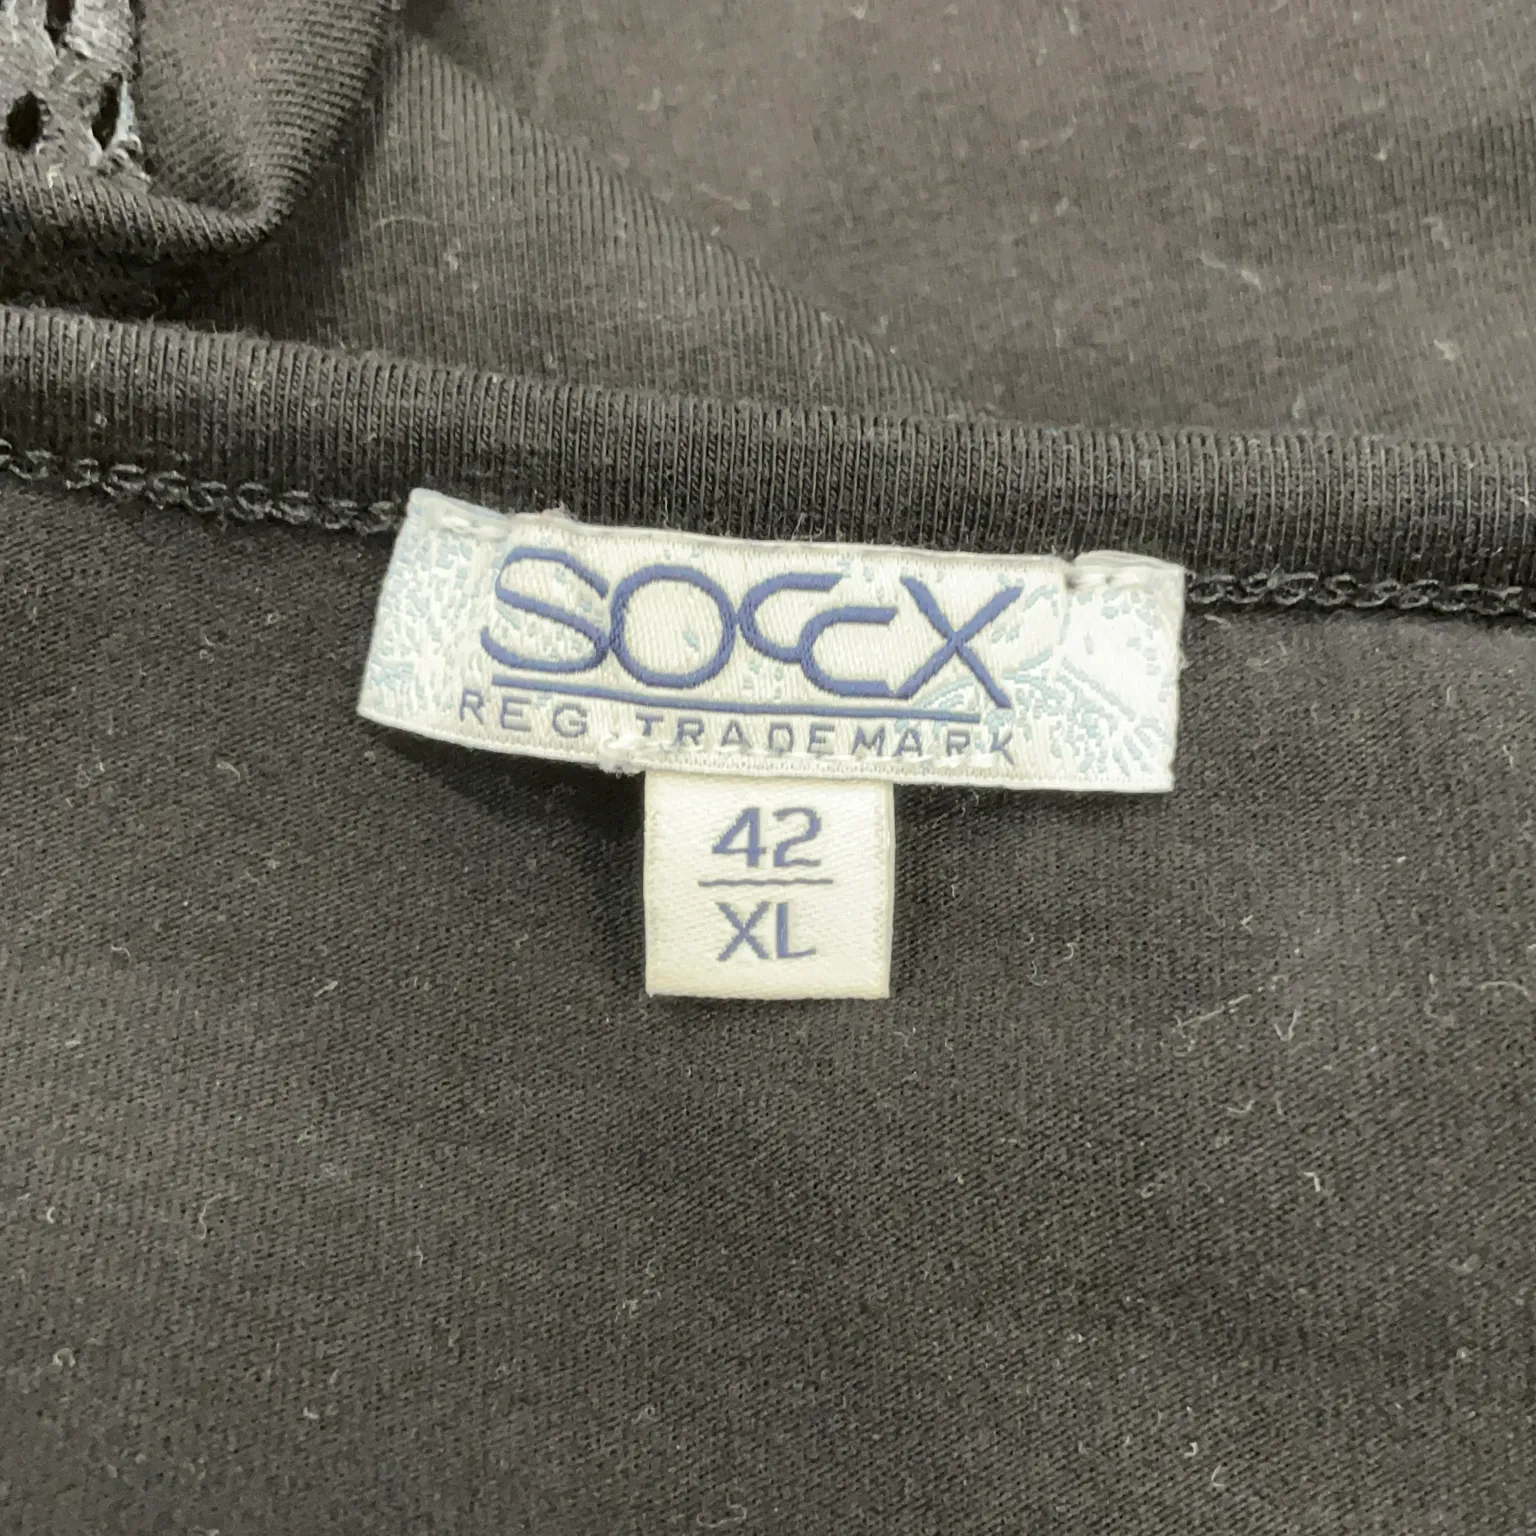 SOCCX
REG. TRADEMARK
42
XL